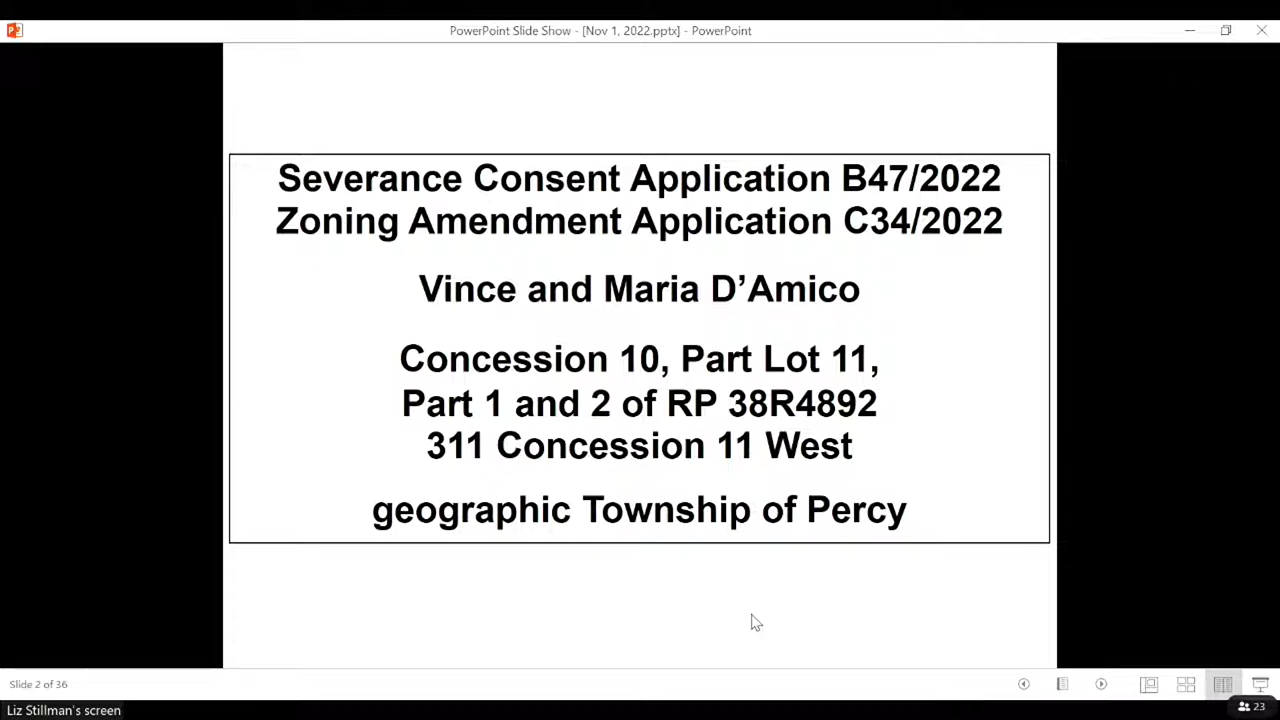 PowerPoint Slide Show - [Nov 1, 2022.pptx] - PowerPoint
Severance Consent Application B47/2022
Zoning Amendment Application C34/2022
Vince and Maria D’Amico
Concession 10, Part Lot 11,
Part 1 and 2 of RP 38R4892
311 Concession 11 West
geographic Township of Percy
Slide 2 of 36
Liz Stillman's screen
23